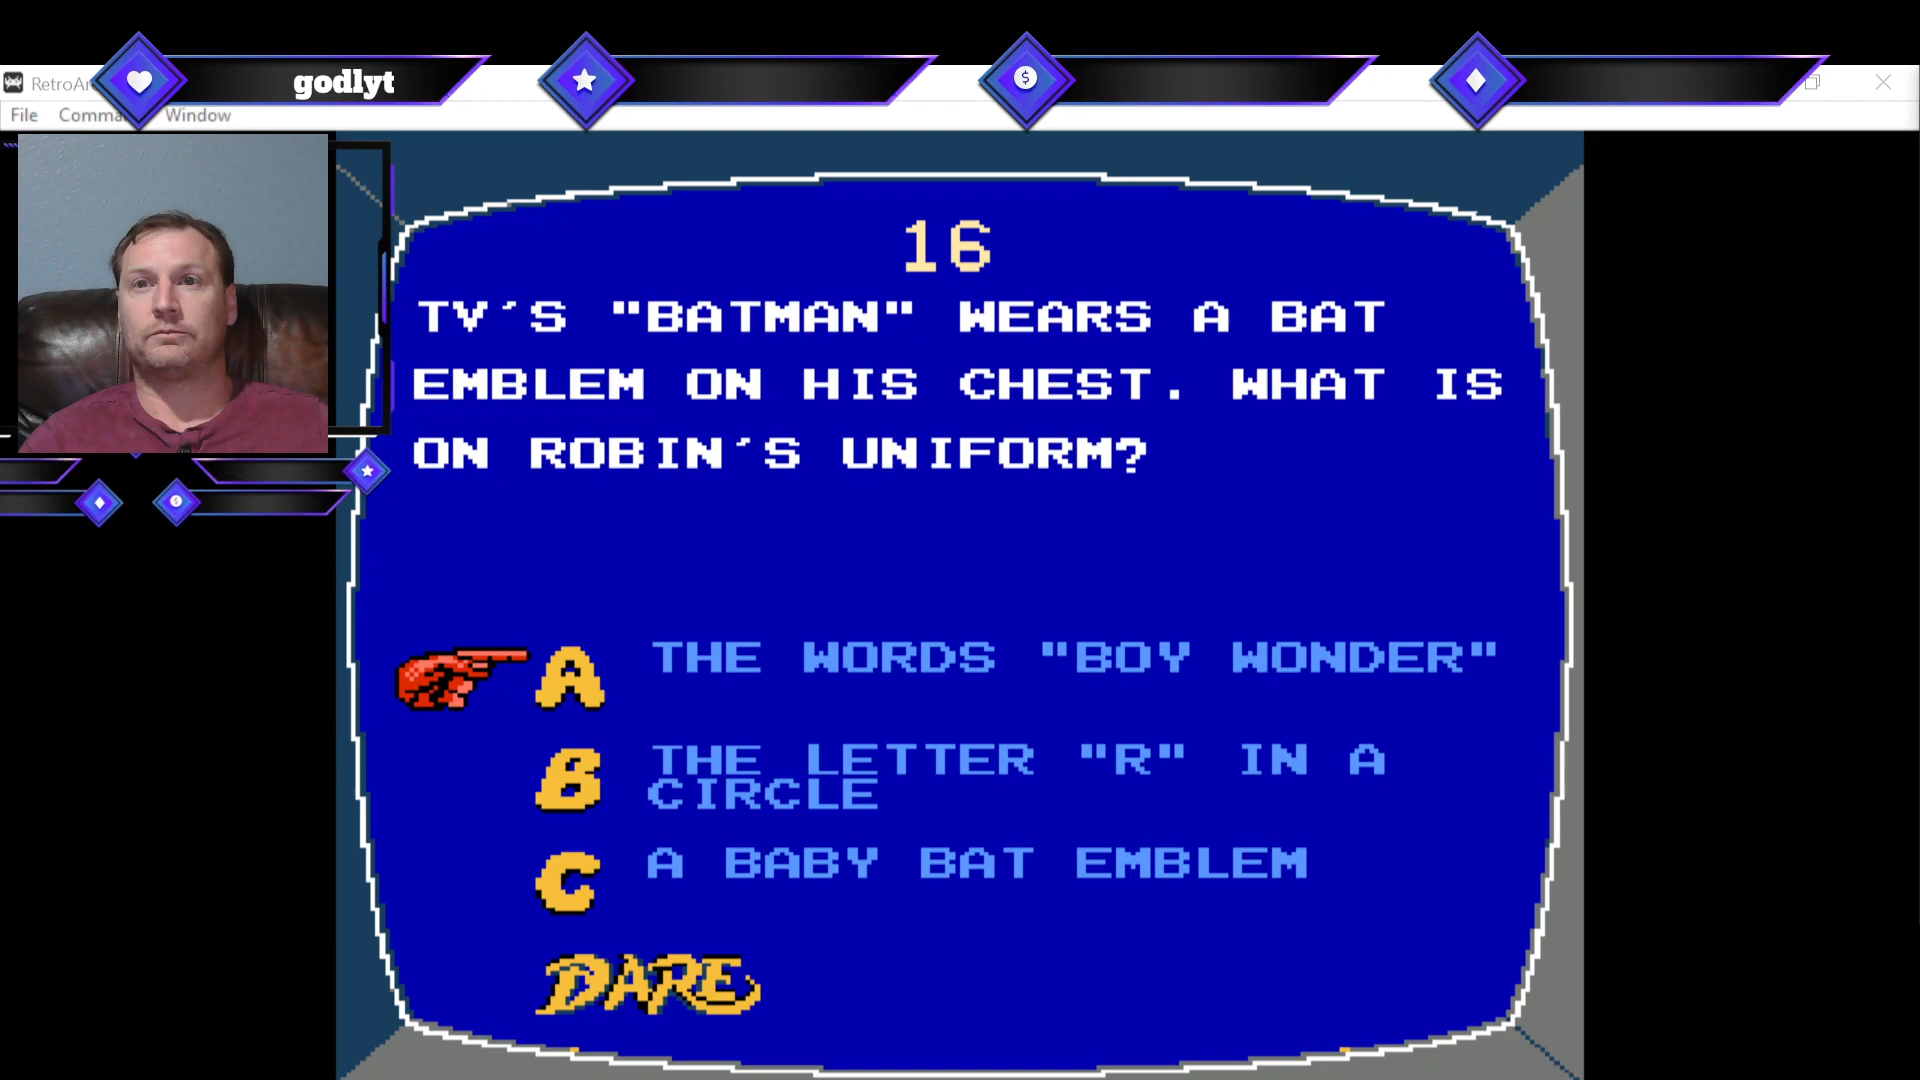 godlyt
RetroAr
File Comma Window
16
TV'S "BATMAN" WEARS A BAT
EMBLEM ON HIS CHEST. WHAT IS
ON ROBIN'S UNIFORM?
A THE WORDS "BOY WONDER"
B THE LETTER "R" IN A
CIRCLE
C A BABY BAT EMBLEM
DARE